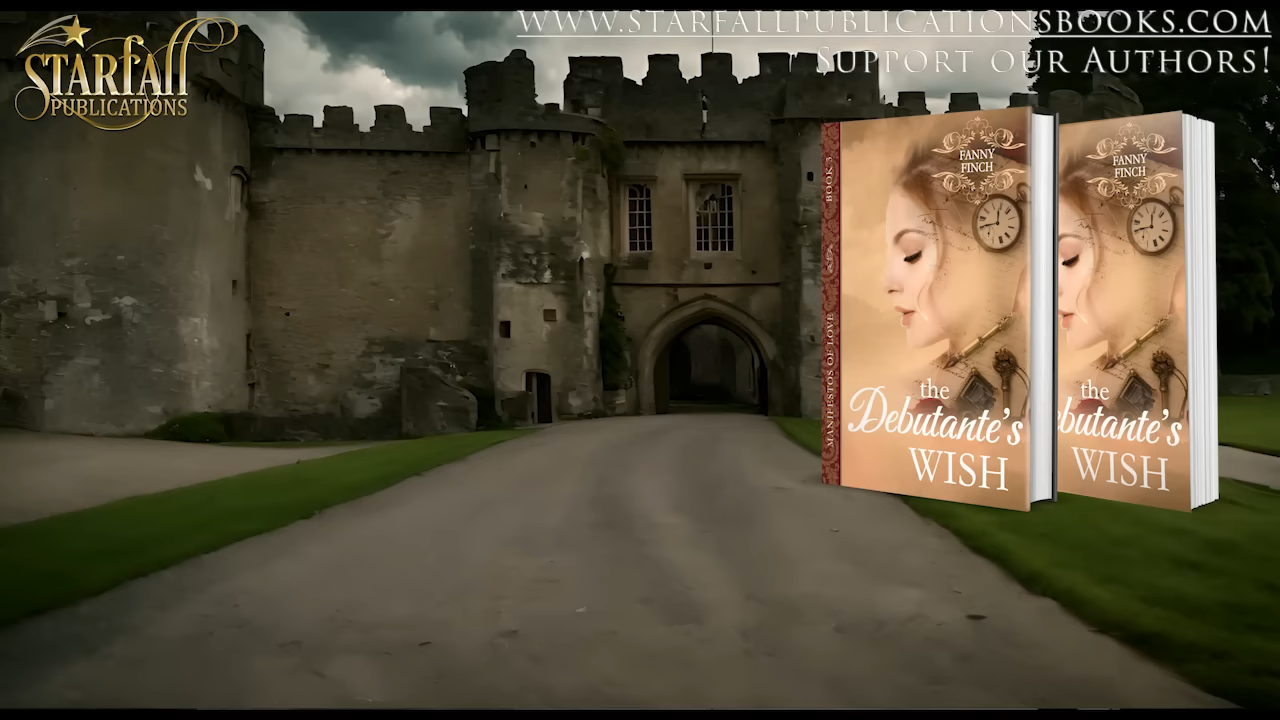 STARfall
PUBLICATIONS
WWW.STARFALLPUBLICATIONSBOOKS.COM
SUPPORT OUR AUTHORS!
BOOK 3
MANIFESTOS OF LOVE
FANNY
FINCH
the
Debutante's
WISH
FANNY
FINCH
the
ebutante's
WISH